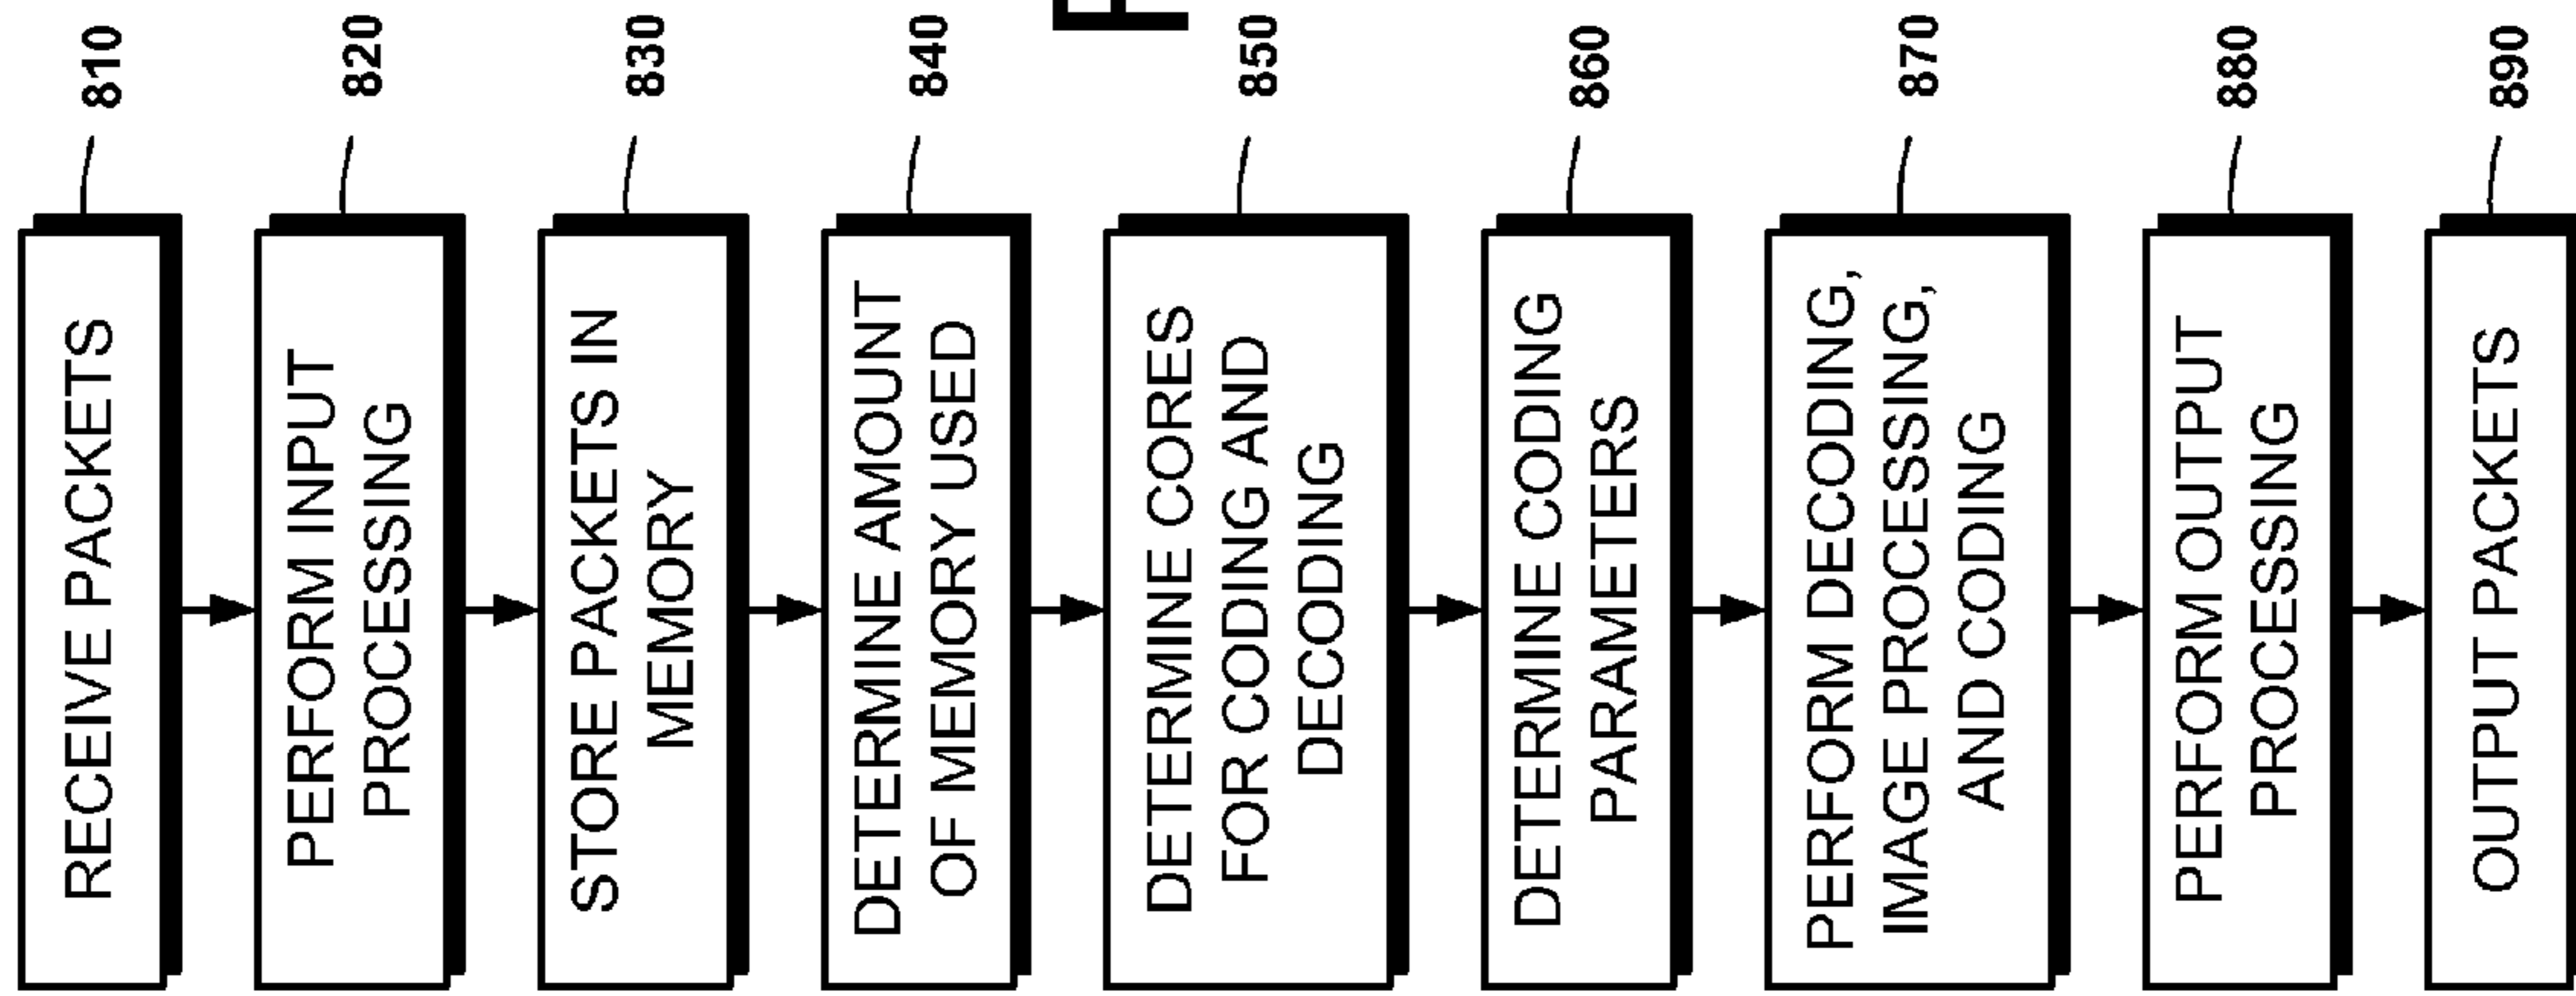 RECEIVE PACKETS
810
PERFORM INPUT
PROCESSING
820
STORE PACKETS IN
MEMORY
830
DETERMINE AMOUNT
OF MEMORY USED
840
DETERMINE CORES
FOR CODING AND
DECODING
850
DETERMINE CODING
PARAMETERS
860
PERFORM DECODING,
IMAGE PROCESSING,
AND CODING
870
PERFORM OUTPUT
PROCESSING
880
OUTPUT PACKETS
890